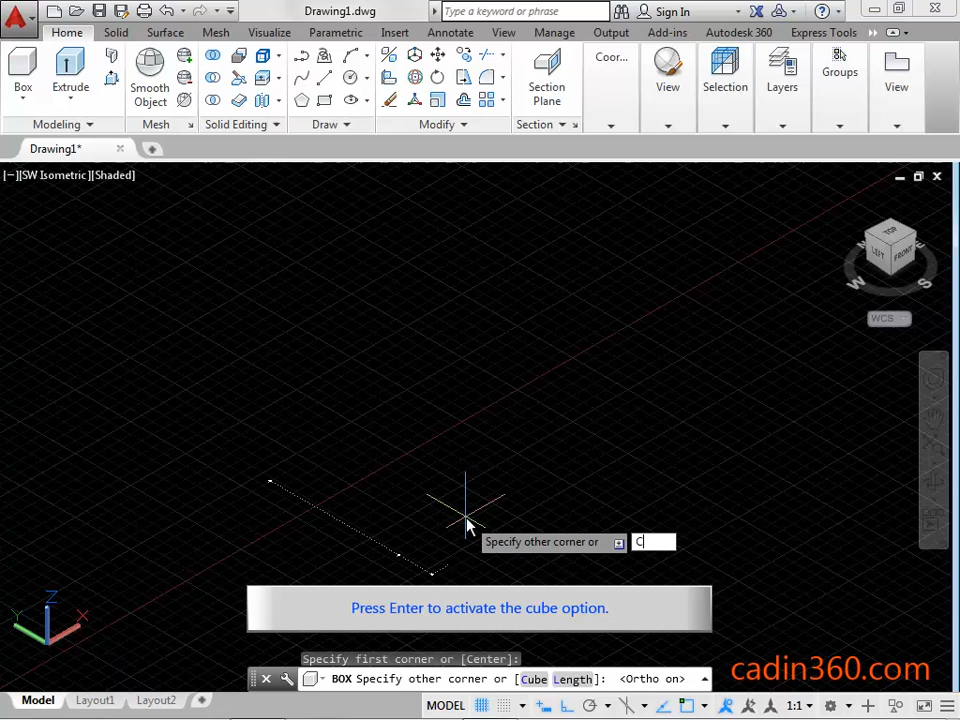 Drawing1.dwg
Type a keyword or phrase
Sign In
Home Solid Surface Mesh Visualize Parametric Insert Annotate View Manage Output Add-ins Autodesk 360 Express Tools
Box
Extrude
Smooth
Object
Section
Plane
Coor...
View
Selection
Layers
Groups
View
Modeling
Mesh
Solid Editing
Draw
Modify
Section
Drawing1*
[−][SW Isometric][Shaded]
TOP
LEFT
FRONT
W
S
E
WCS
Specify other corner or
C
Press Enter to activate the cube option.
Z
Y
X
Specify first corner or [Center]:
BOX Specify other corner or [Cube Length]: <Ortho on>
cadin360.com
Model Layout1 Layout2
MODEL
1:1